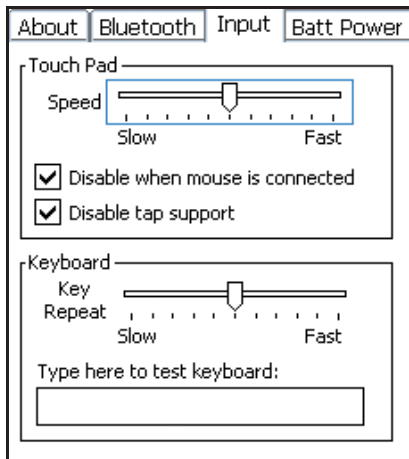 About Bluetooth Input Batt Power
Touch Pad
Speed
Slow Fast
Disable when mouse is connected
Disable tap support
Keyboard
Key
Repeat
Slow Fast
Type here to test keyboard: